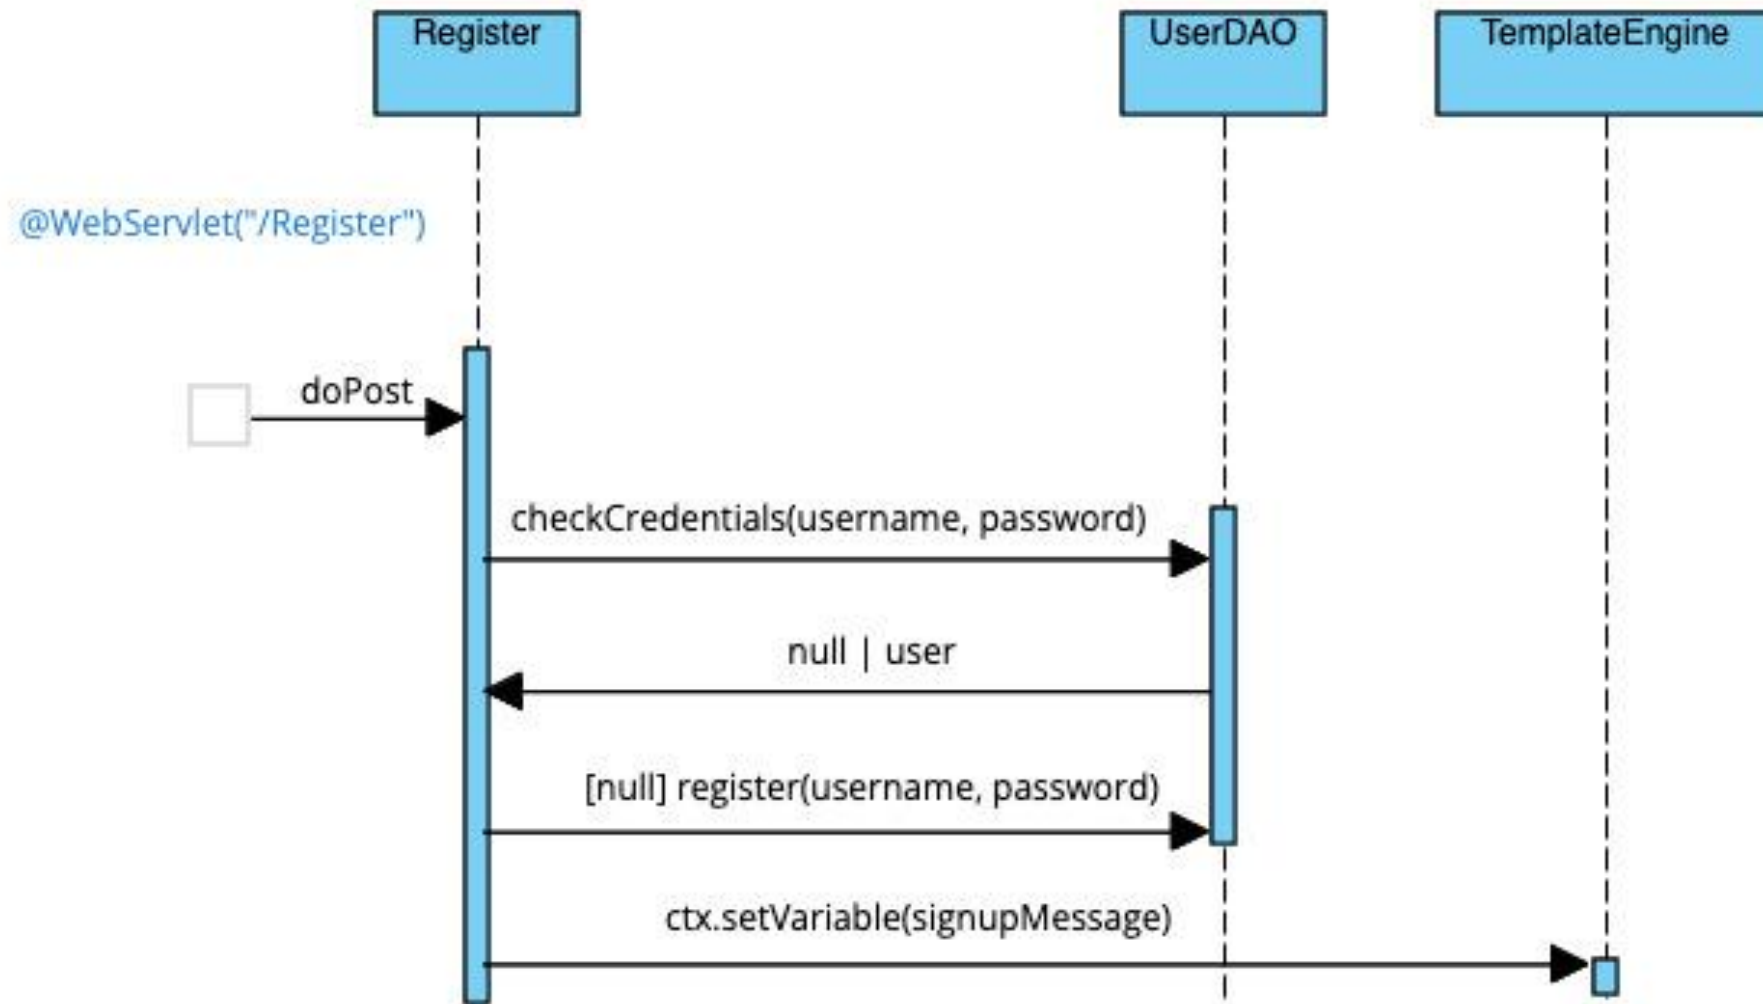 Register
UserDAO
TemplateEngine
@WebServlet("/Register")
doPost
checkCredentials(username, password)
null | user
[null] register(username, password)
ctx.setVariable(signupMessage)